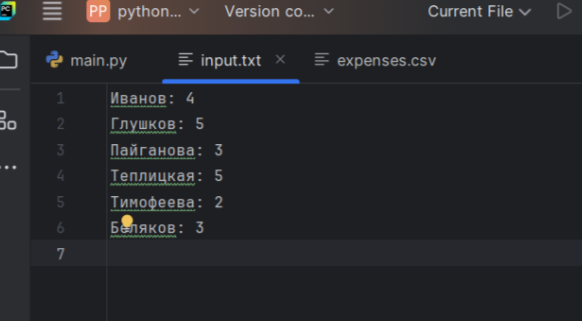 PC
PP python... Version co... Current File
main.py input.txt × expenses.csv
1 Иванов: 4
2 Глушков: 5
3 Пайганова: 3
4 Теплицкая: 5
5 Тимофеева: 2
6 Беляков: 3
7